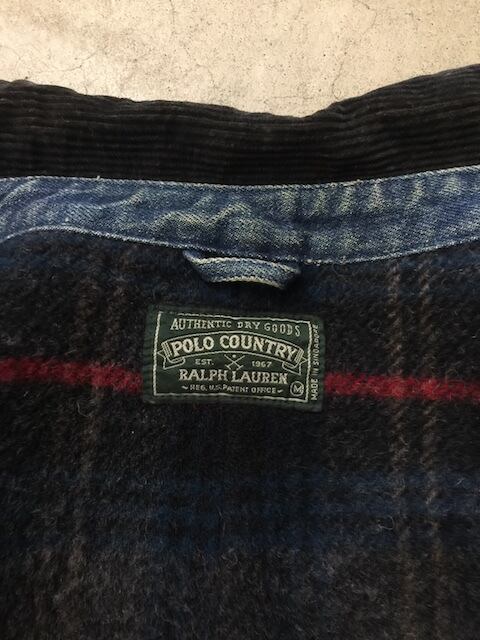 AUTHENTIC DRY GOODS
POLO COUNTRY
EST. 1967
RALPH LAUREN
REG. U.S. PATENT OFFICE
M
MADE IN SINGAPORE